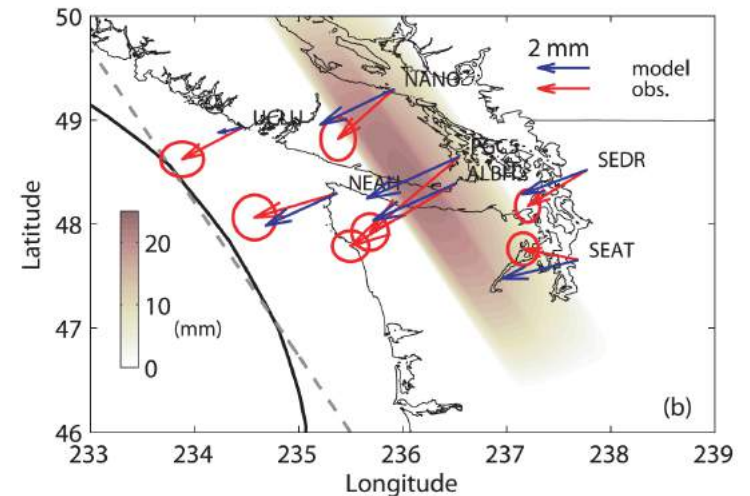 50
49
48
47
46
Latitude
233 234 235 236 237 238 239
Longitude
2 mm
model
obs.
NANO
UCLU
PGC5
ALBH
SEDR
NEAH
SEAT
20
10
(mm)
0
(b)